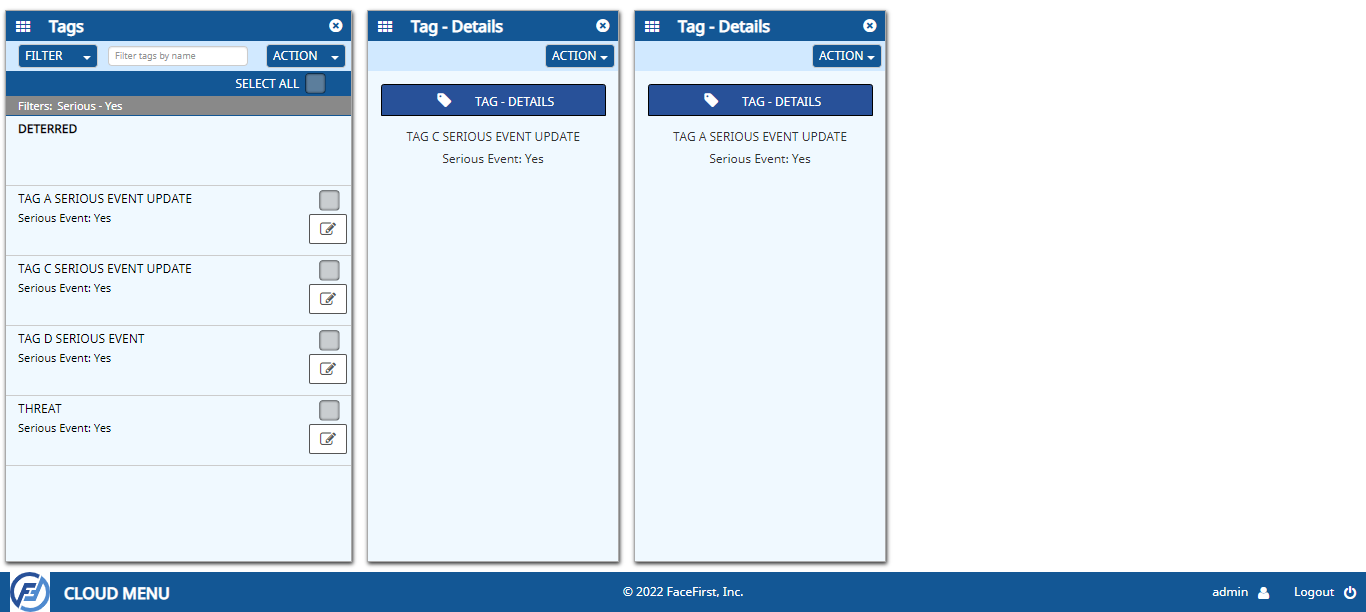 Tags
FILTER
Filter tags by name
ACTION
SELECT ALL
Filters: Serious - Yes
DETERRED
TAG A SERIOUS EVENT UPDATE
Serious Event: Yes
TAG C SERIOUS EVENT UPDATE
Serious Event: Yes
TAG D SERIOUS EVENT
Serious Event: Yes
THREAT
Serious Event: Yes
Tag - Details
ACTION
TAG - DETAILS
TAG C SERIOUS EVENT UPDATE
Serious Event: Yes
Tag - Details
ACTION
TAG - DETAILS
TAG A SERIOUS EVENT UPDATE
Serious Event: Yes
CLOUD MENU
© 2022 FaceFirst, Inc.
admin
Logout